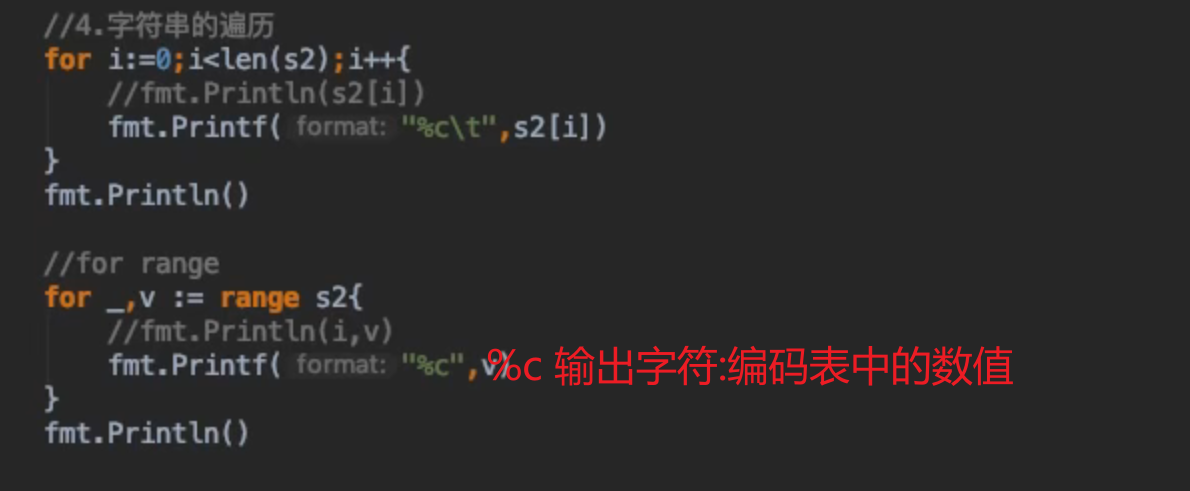 //4.字符串的遍历
for i:=0;i<len(s2);i++{
//fmt.Println(s2[i])
fmt.Printf( format: "%c\t",s2[i])
}
fmt.Println()
//for range
for _,v := range s2{
//fmt.Println(i,v)
fmt.Printf( format: "%c",v) %c 输出字符:编码表中的数值
}
fmt.Println()